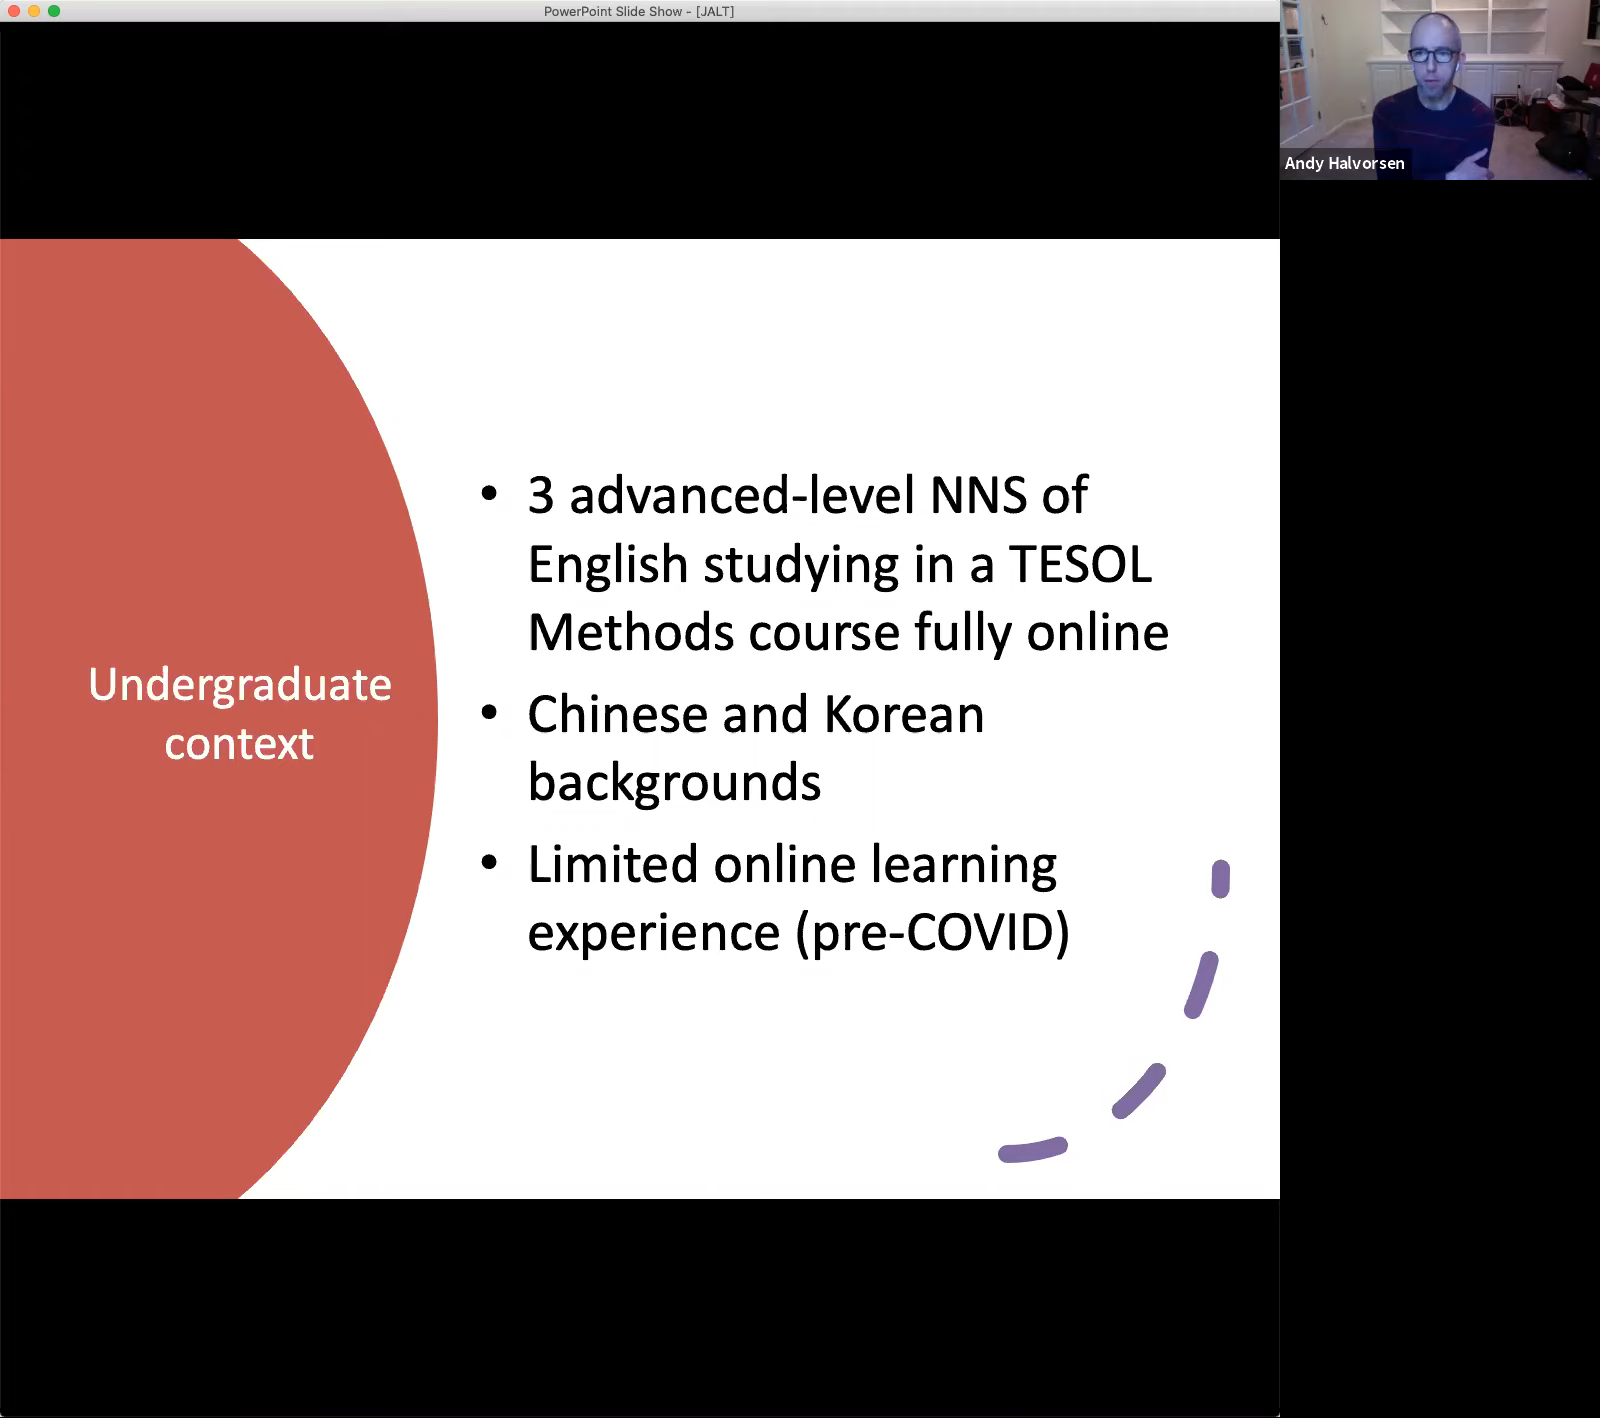 PowerPoint Slide Show - [JALT]
Andy Halvorsen
Undergraduate
context
• 3 advanced-level NNS of
English studying in a TESOL
Methods course fully online
• Chinese and Korean
backgrounds
• Limited online learning
experience (pre-COVID)